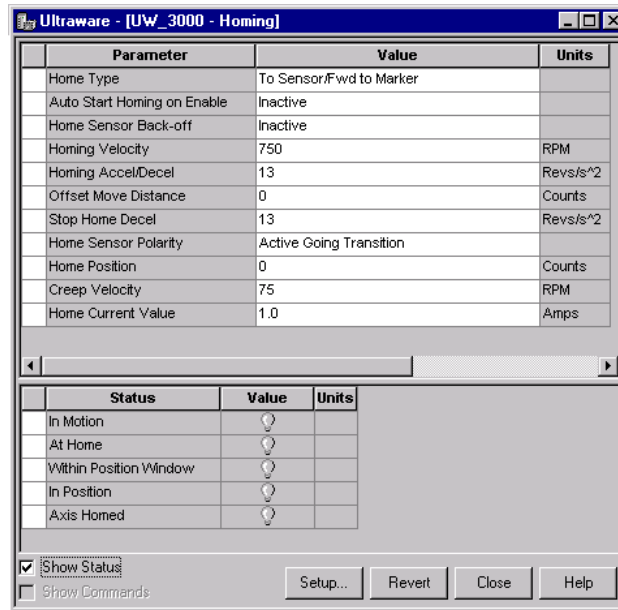 Ultraware - [UW_3000 - Homing]
Parameter Value Units
Home Type To Sensor/Fwd to Marker
Auto Start Homing on Enable Inactive
Home Sensor Back-off Inactive
Homing Velocity 750 RPM
Homing Accel/Decel 13 Revs/s^2
Offset Move Distance 0 Counts
Stop Home Decel 13 Revs/s^2
Home Sensor Polarity Active Going Transition
Home Position 0 Counts
Creep Velocity 75 RPM
Home Current Value 1.0 Amps
Status Value Units
In Motion
At Home
Within Position Window
In Position
Axis Homed
Show Status
Show Commands
Setup... Revert Close Help